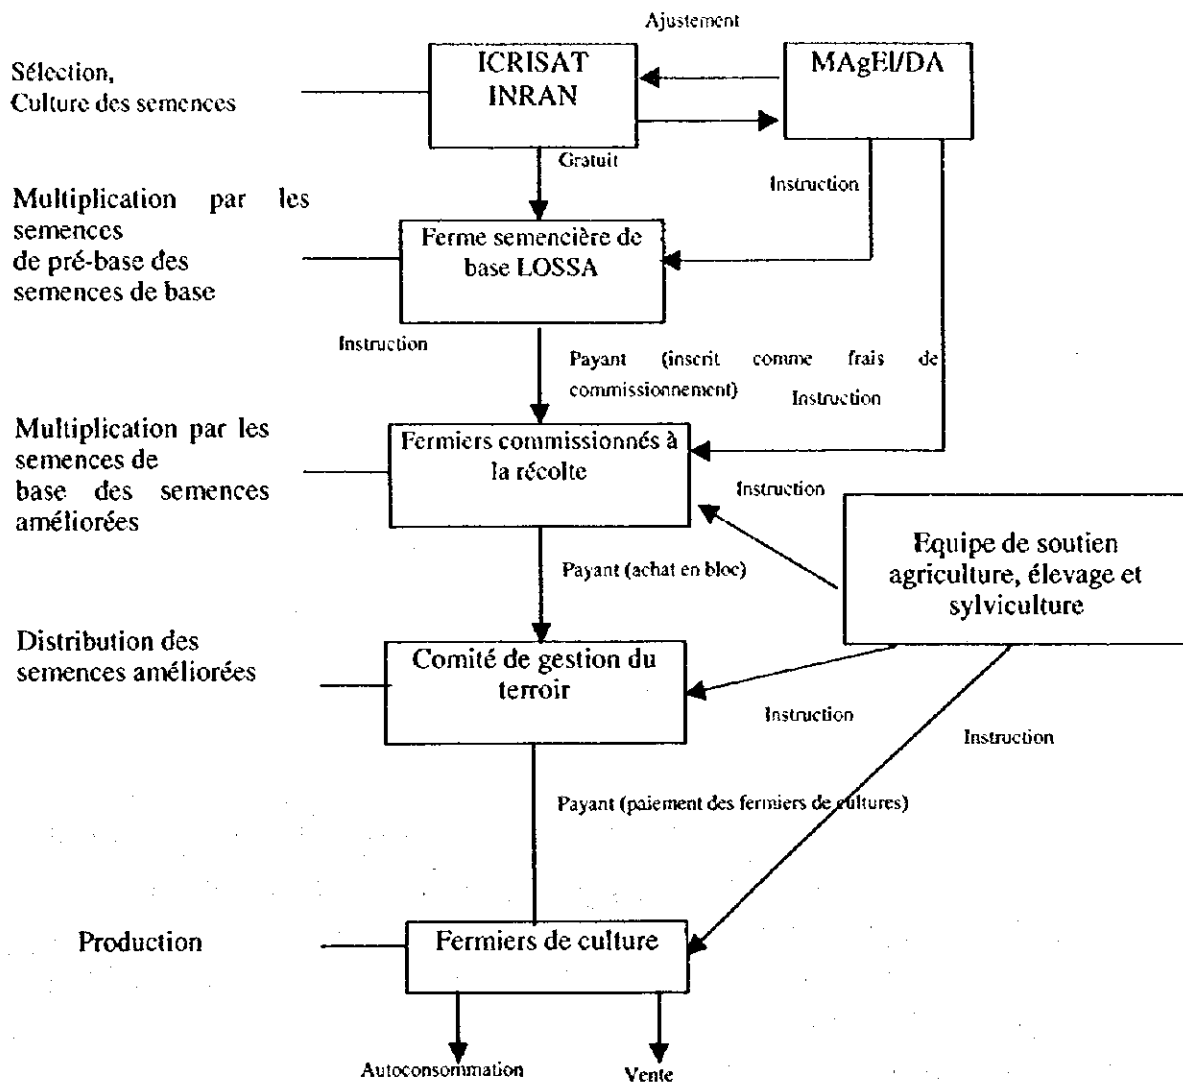 Ajustement
Sélection,
Culture des semences
ICRISAT
INRAN
MAgEl/DA
Gratuit
Instruction
Multiplication par les
semences
de pré-base des
semences de base
Ferme semencière de
base LOSSA
Instruction
Payant (inscrit comme frais de
commissionnement)
Instruction
Multiplication par les
semences de
base des semences
améliorées
Fermiers commissionnés à
la récolte
Instruction
Equipe de soutien
agriculture, élevage et
sylviculture
Payant (achat en bloc)
Distribution des
semences améliorées
Comité de gestion du
terroir
Instruction
Instruction
Payant (paiement des fermiers de cultures)
Production
Fermiers de culture
Autoconsommation
Vente